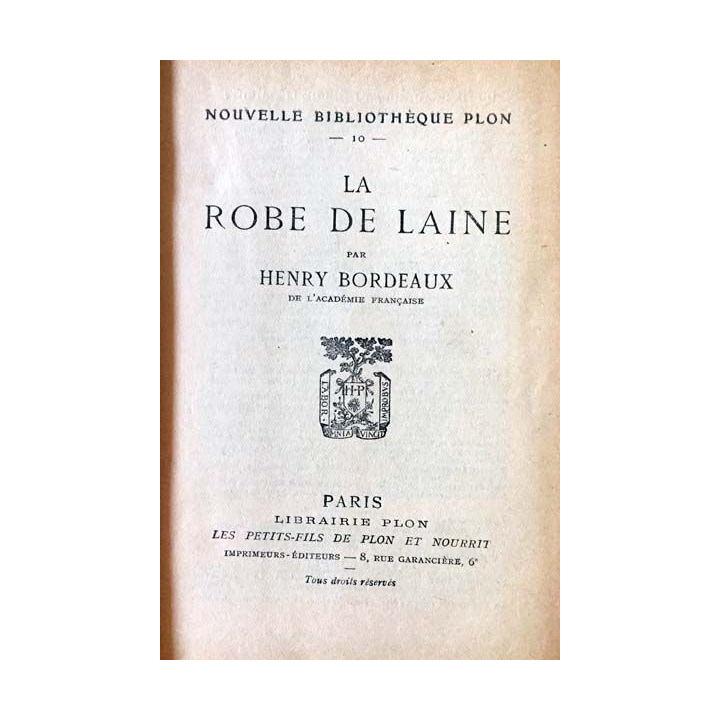 NOUVELLE BIBLIOTHÈQUE PLON
— 10 —
LA
ROBE DE LAINE
PAR
HENRY BORDEAUX
DE L'ACADÉMIE FRANÇAISE
LABOR
H P
IMPROBVS
OMNIA VINCIT
PARIS
LIBRAIRIE PLON
LES PETITS-FILS DE PLON ET NOURRIT
IMPRIMEURS-ÉDITEURS — 8, RUE GARANCIÈRE, 6e
Tous droits réservés